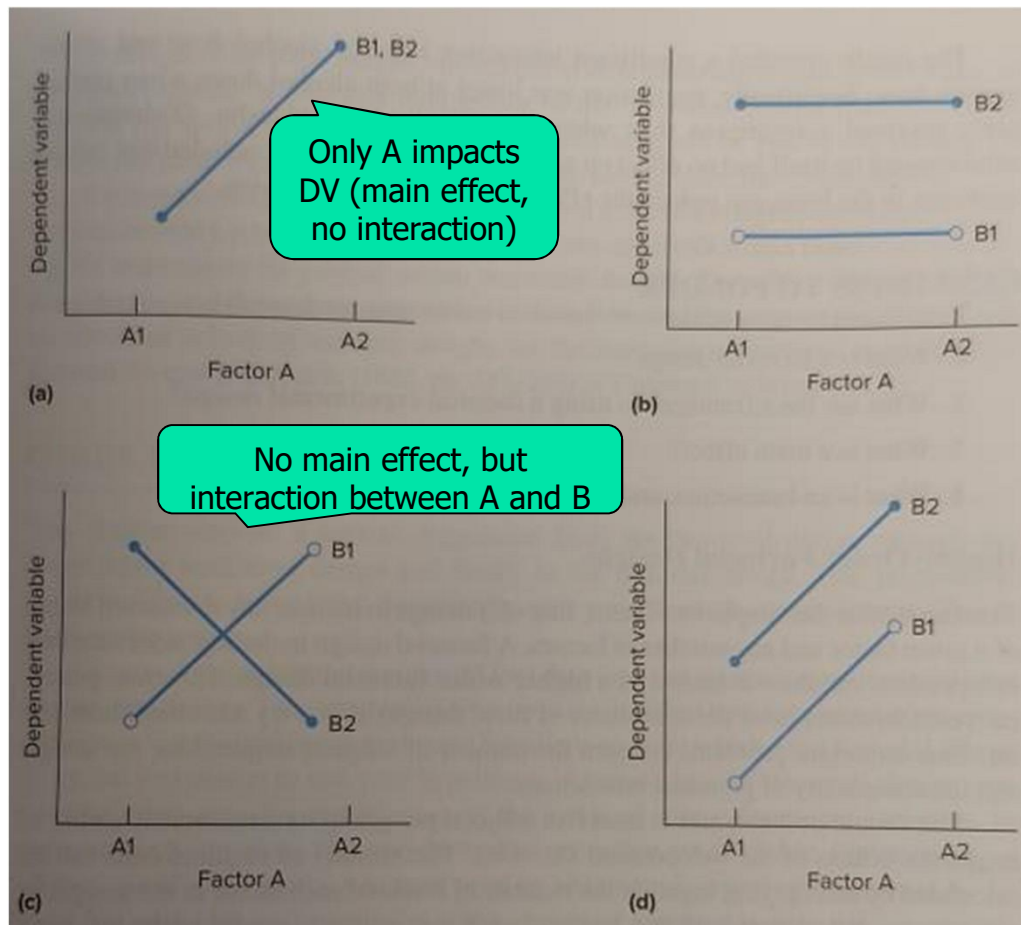 Dependent variable
B1, B2
Only A impacts
DV (main effect,
no interaction)
A1 A2
Factor A
(a)
Dependent variable
B2
B1
A1 A2
Factor A
(b)
No main effect, but
interaction between A and B
Dependent variable
B1
B2
A1 A2
Factor A
(c)
Dependent variable
B2
B1
A1 A2
Factor A
(d)